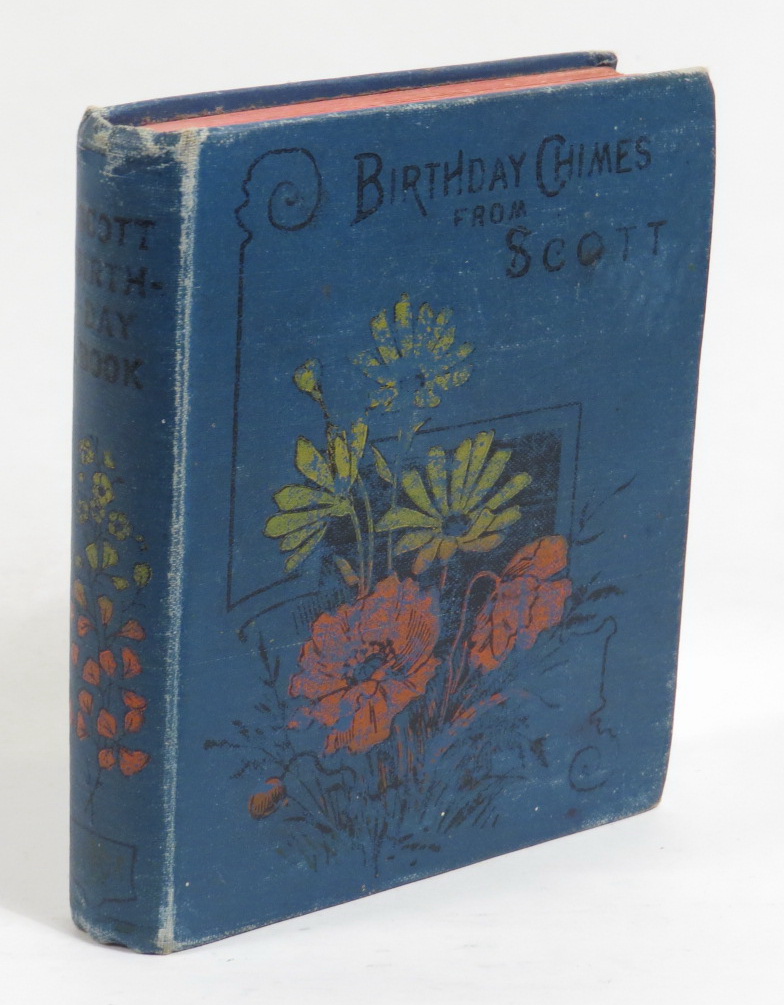 BIRTHDAY CHIMES
FROM
SCOTT
SCOTT
BIRTH-
DAY
BOOK